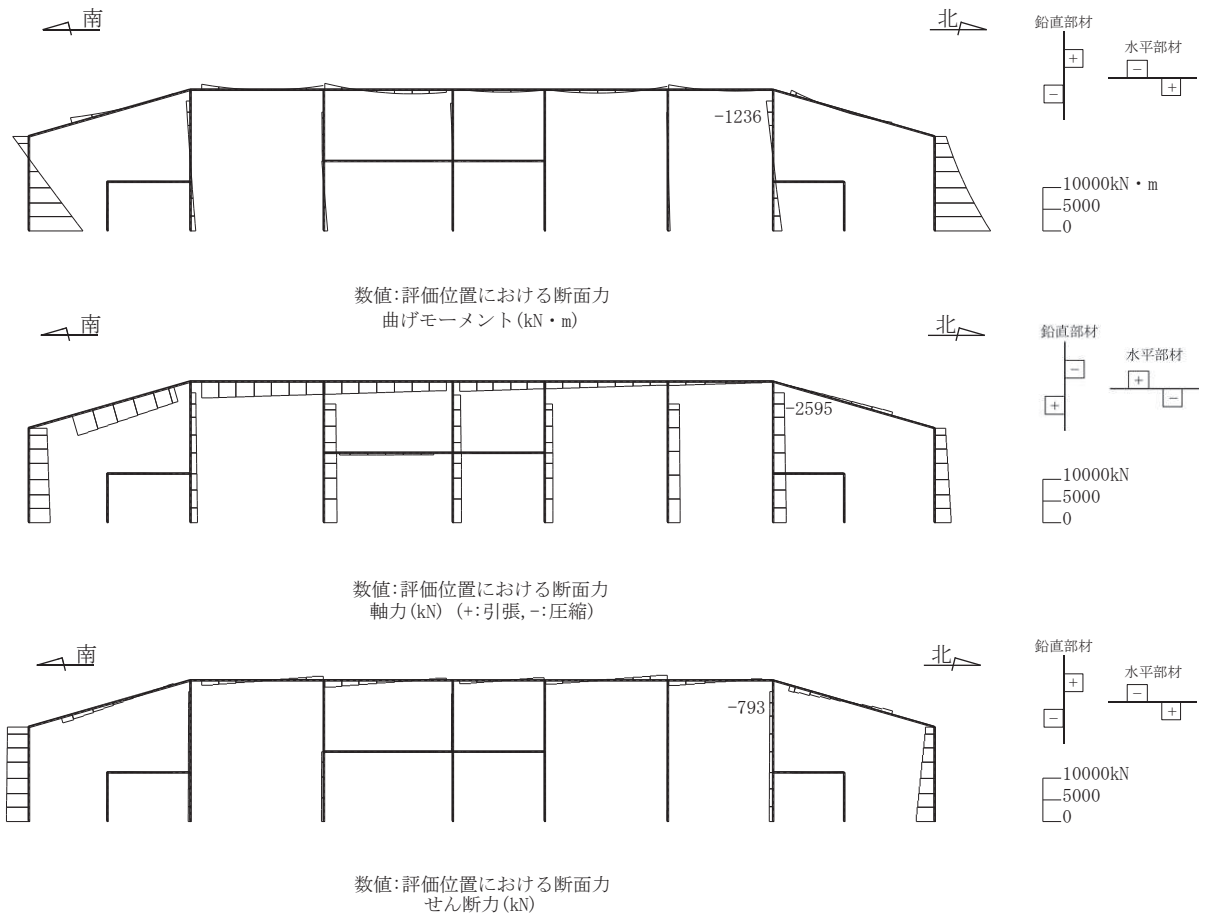 南
北
鉛直部材
水平部材
+
−
−
+
-1236
10000kN・m
5000
0
数値:評価位置における断面力
曲げモーメント(kN・m)
南
北
鉛直部材
水平部材
−
+
+
−
-2595
10000kN
5000
0
数値:評価位置における断面力
軸力(kN) (+:引張,-:圧縮)
南
北
鉛直部材
水平部材
+
−
−
+
-793
10000kN
5000
0
数値:評価位置における断面力
せん断力(kN)